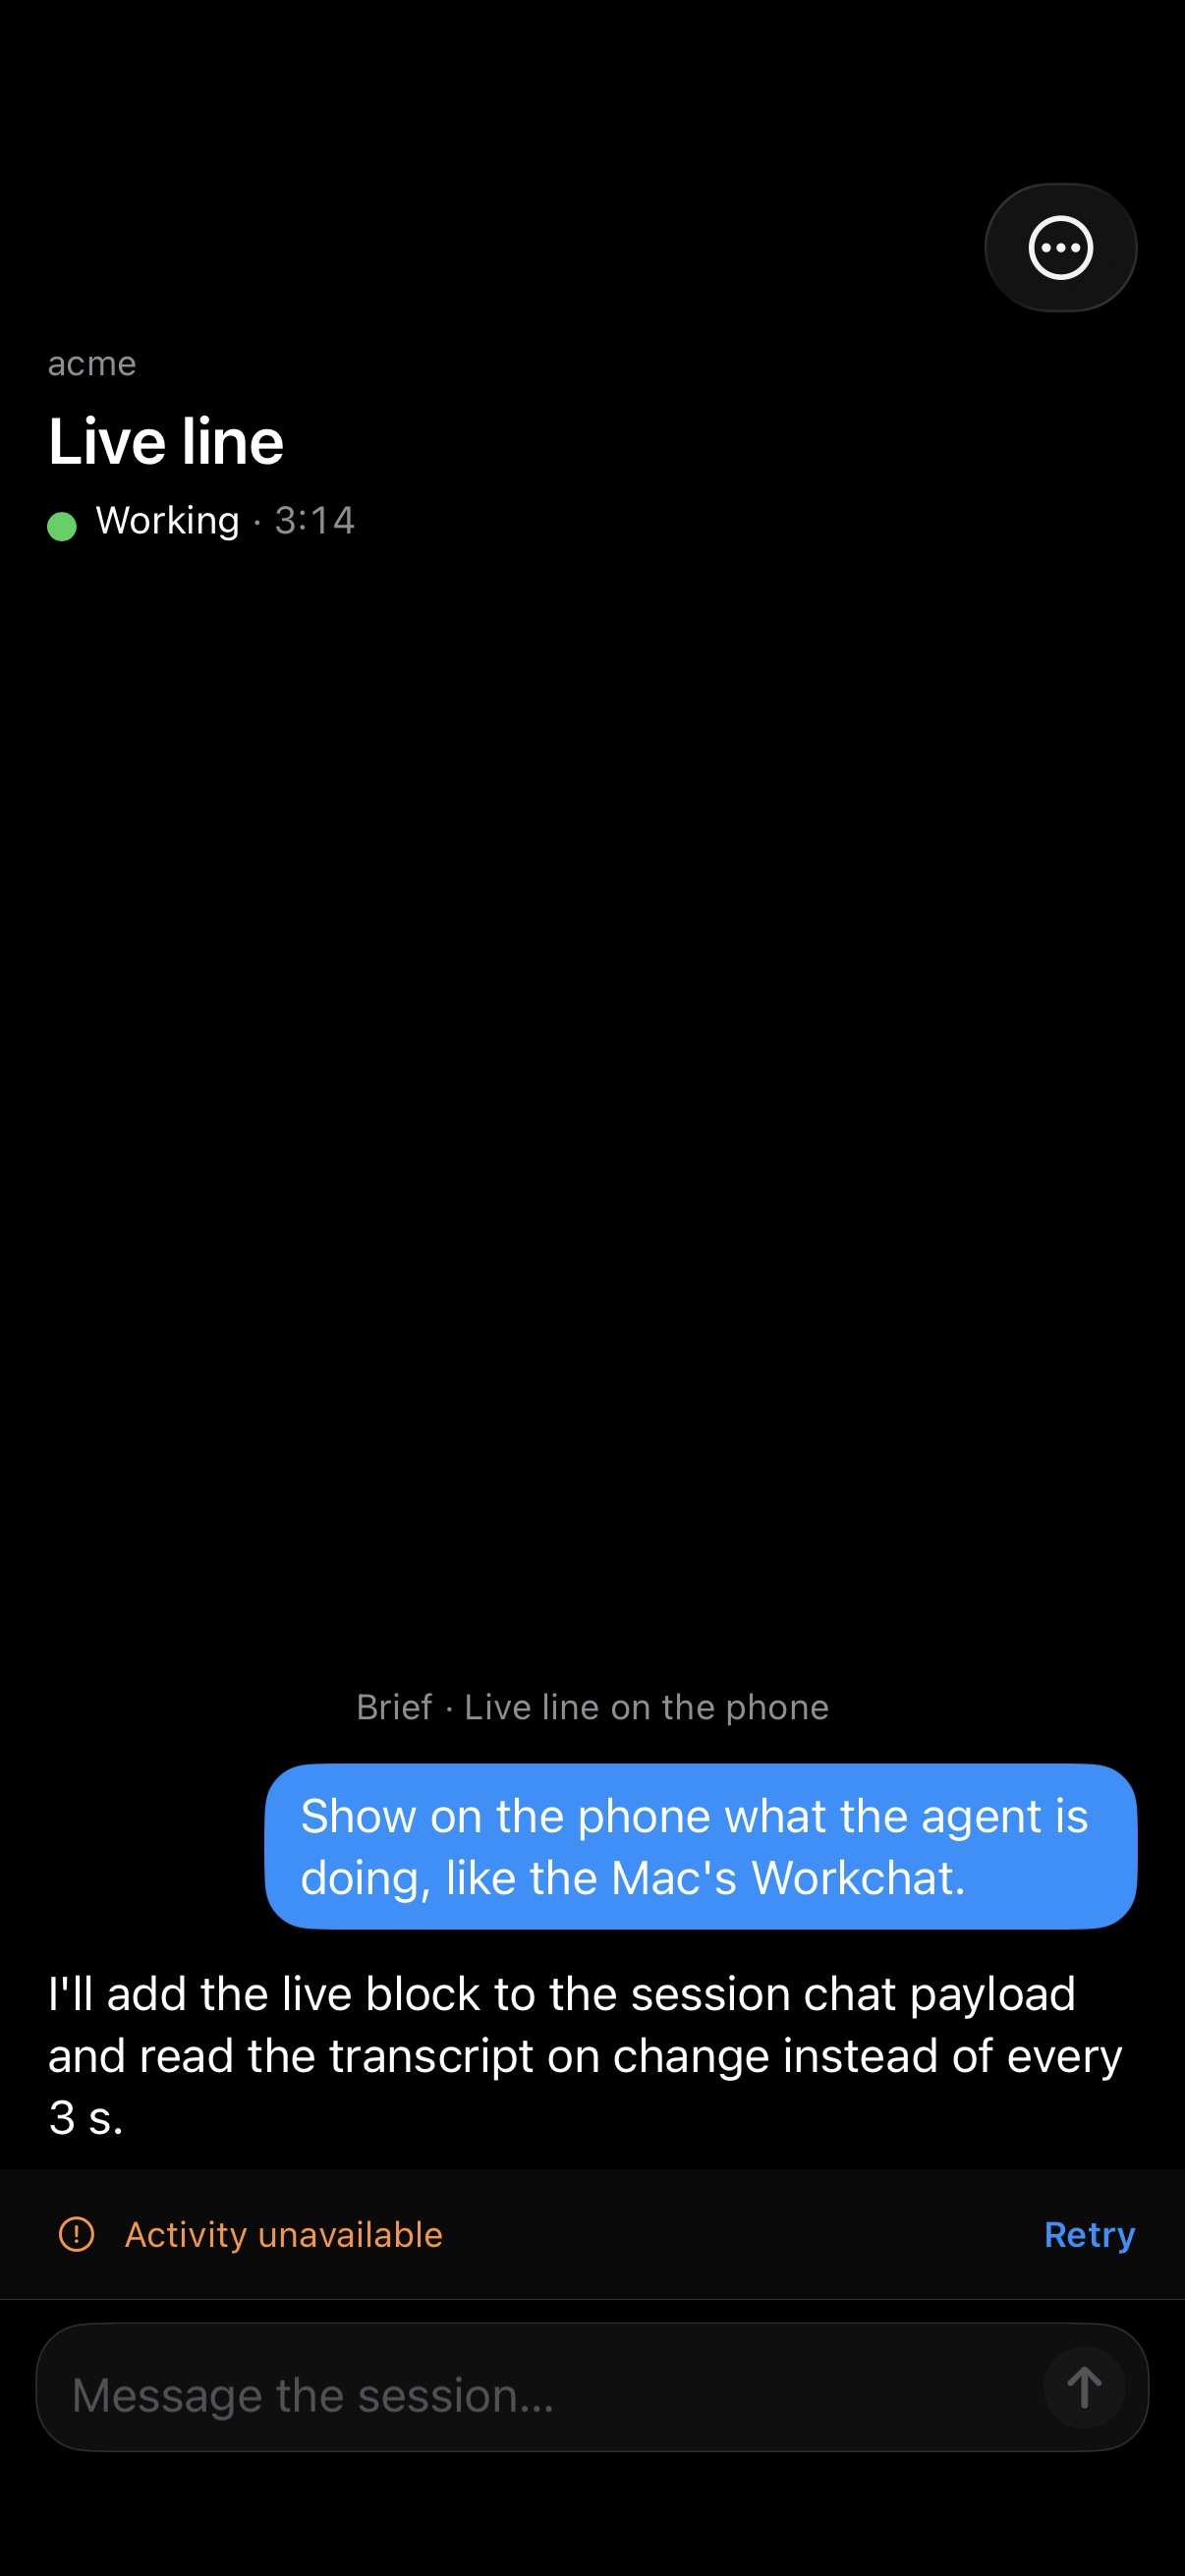 acme
Live line
Working · 3:14
Brief · Live line on the phone
Show on the phone what the agent is
doing, like the Mac's Workchat.
I'll add the live block to the session chat payload
and read the transcript on change instead of every
3 s.
Activity unavailable
Retry
Message the session...